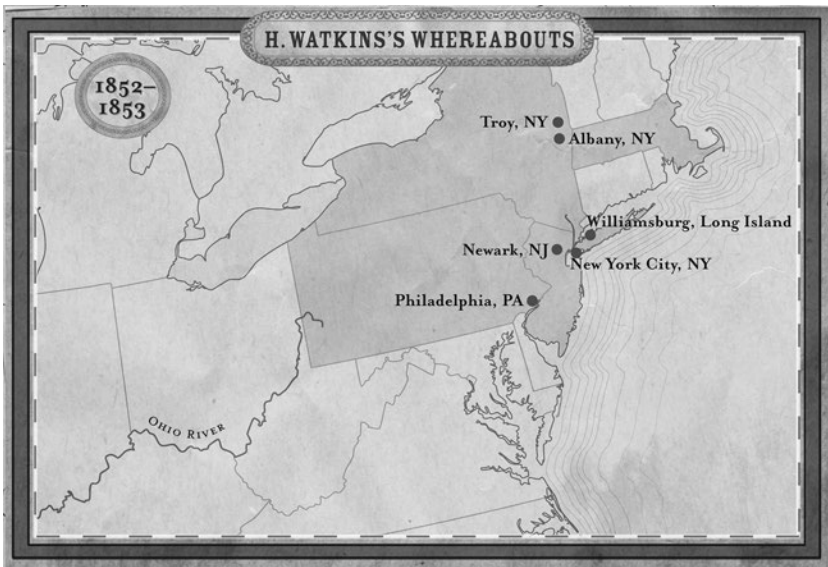 H. WATKINS'S WHEREABOUTS
1852–
1853
Troy, NY
Albany, NY
Williamsburg, Long Island
Newark, NJ
New York City, NY
Philadelphia, PA
OHIO RIVER